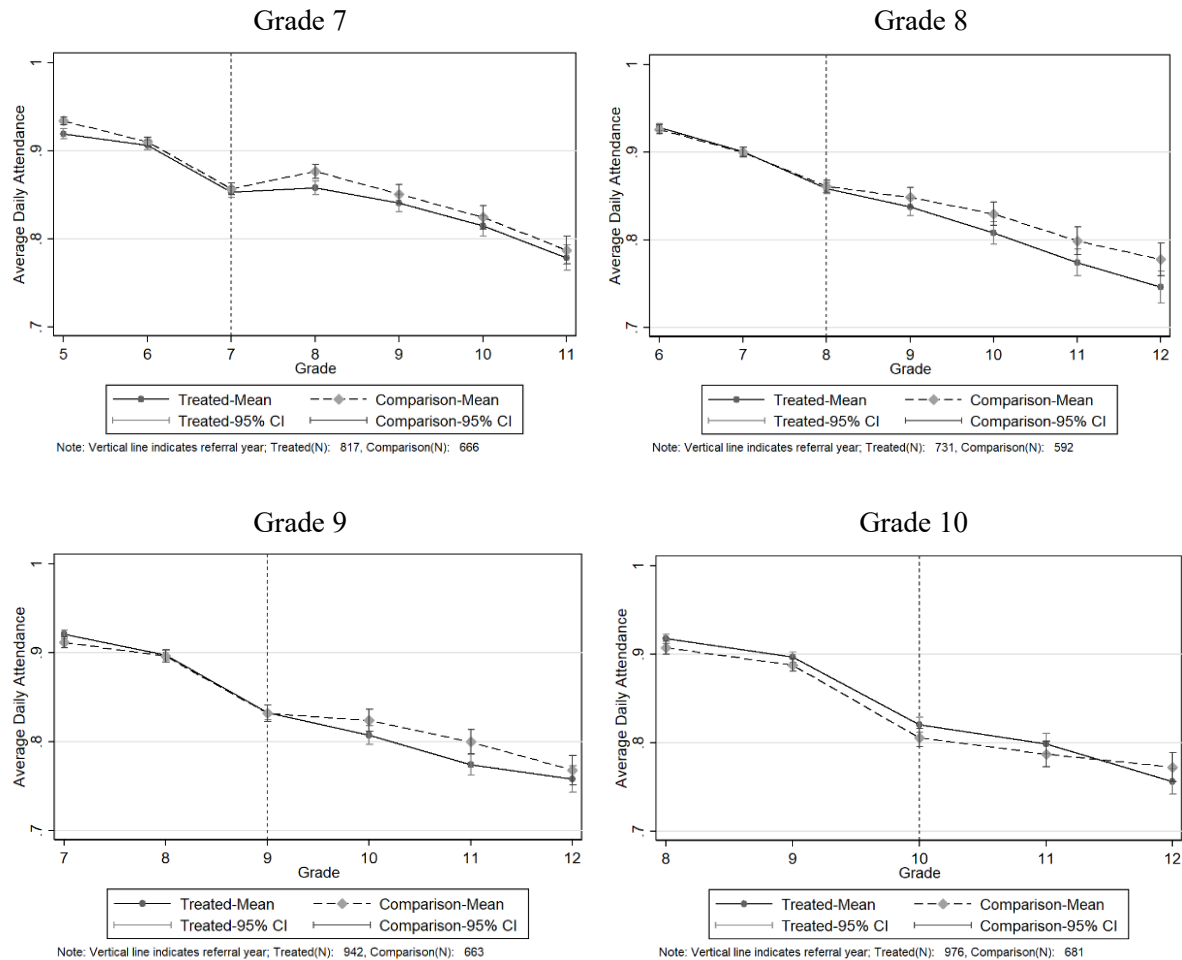 Grade 7
Average Daily Attendance
1
.9
.8
.7
5 6 7 8 9 10 11
Grade
Treated-Mean Comparison-Mean
Treated-95% CI Comparison-95% CI
Note: Vertical line indicates referral year; Treated(N): 817, Comparison(N): 666
Grade 8
Average Daily Attendance
1
.9
.8
.7
6 7 8 9 10 11 12
Grade
Treated-Mean Comparison-Mean
Treated-95% CI Comparison-95% CI
Note: Vertical line indicates referral year; Treated(N): 731, Comparison(N): 592
Grade 9
Average Daily Attendance
1
.9
.8
.7
7 8 9 10 11 12
Grade
Treated-Mean Comparison-Mean
Treated-95% CI Comparison-95% CI
Note: Vertical line indicates referral year; Treated(N): 942, Comparison(N): 663
Grade 10
Average Daily Attendance
1
.9
.8
.7
8 9 10 11 12
Grade
Treated-Mean Comparison-Mean
Treated-95% CI Comparison-95% CI
Note: Vertical line indicates referral year; Treated(N): 976, Comparison(N): 681